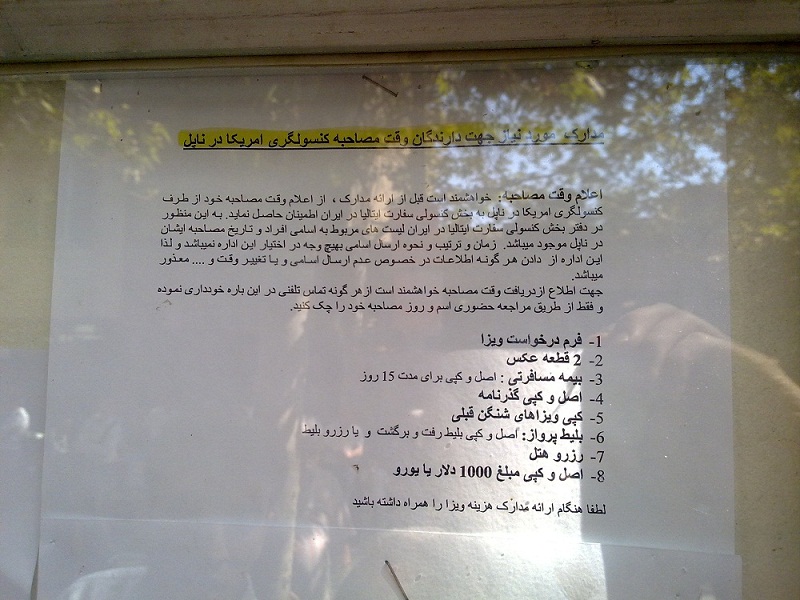 مدارک مورد نیاز جهت دارندگان وقت مصاحبه کنسولگری امریکا در ناپل
اعلام وقت مصاحبه: خواهشمند است قبل از ارائه مدارک ، از اعلام وقت مصاحبه خود از طرف
کنسولگری امریکا در ناپل به بخش کنسولی سفارت ایتالیا در ایران اطمینان حاصل نماید. به این منظور
در دفتر بخش کنسولی سفارت ایتالیا در ایران لیست های مربوط به اسامی افراد و تاریخ مصاحبه ایشان
در ناپل موجود میباشد. زمان و ترتیب و نحوه ارسال اسامی بهیچ وجه در اختیار این اداره نمیباشد و لذا
این اداره از دادن هر گونه اطلاعات در خصوص عدم ارسال اسامی و یا تغییر وقت و .... معذور
میباشد.
جهت اطلاع ازدریافت وقت مصاحبه خواهشمند است ازهر گونه تماس تلفنی در این باره خودداری نموده
و فقط از طریق مراجعه حضوری اسم و روز مصاحبه خود را چک کنید.
1- فرم درخواست ویزا
2- 2 قطعه عکس
3- بیمه مسافرتی : اصل و کپی برای مدت 15 روز
4- اصل و کپی گذرنامه
5- کپی ویزاهای شنگن قبلی
6- بلیط پرواز: اصل و کپی بلیط رفت و برگشت و یا رزرو بلیط
7- رزرو هتل
8- اصل و کپی مبلغ 1000 دلار یا یورو
لطفا هنگام ارائه مدارک هزینه ویزا را همراه داشته باشید